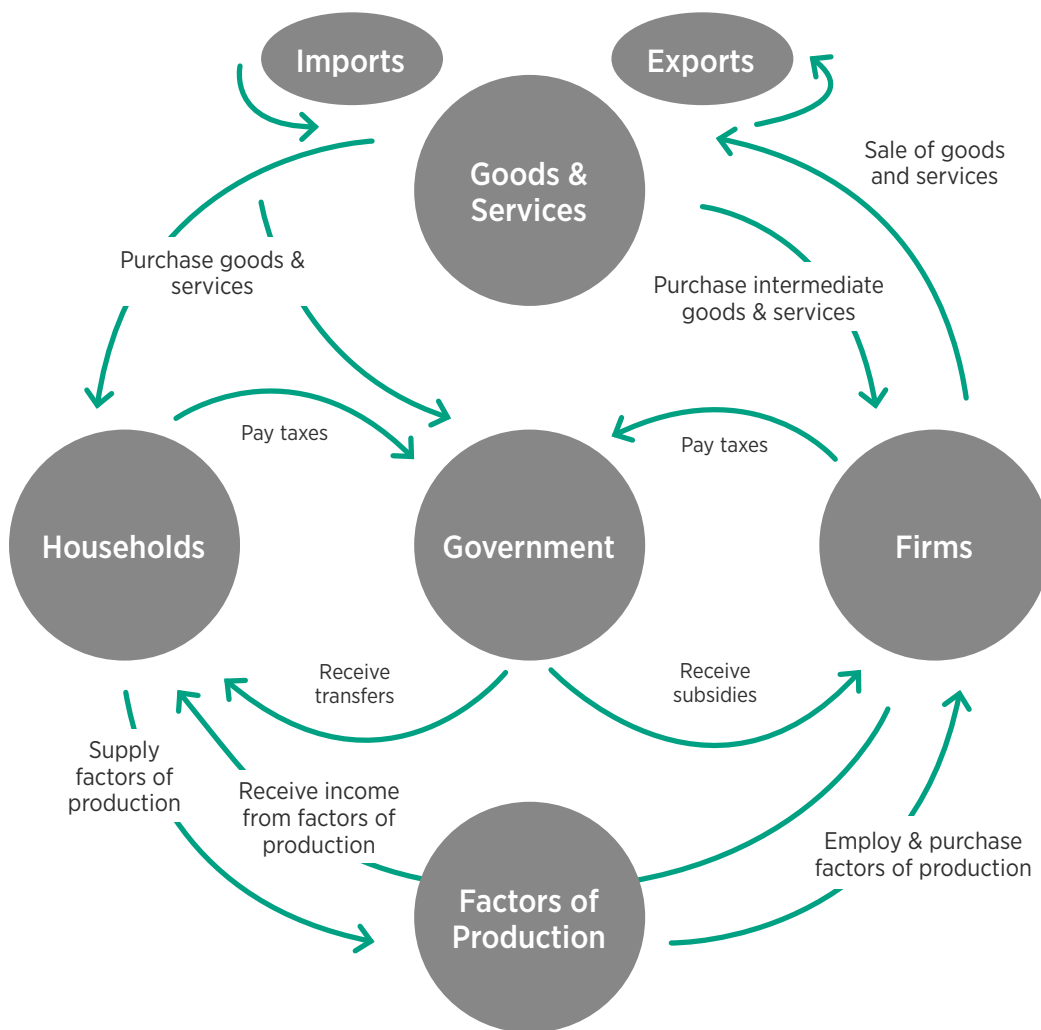 Imports
Exports
Goods &
Services
Sale of goods
and services
Purchase goods &
services
Purchase intermediate
goods & services
Pay taxes
Pay taxes
Households
Government
Firms
Receive
transfers
Receive
subsidies
Supply
factors of
production
Receive income
from factors of
production
Employ & purchase
factors of production
Factors of
Production